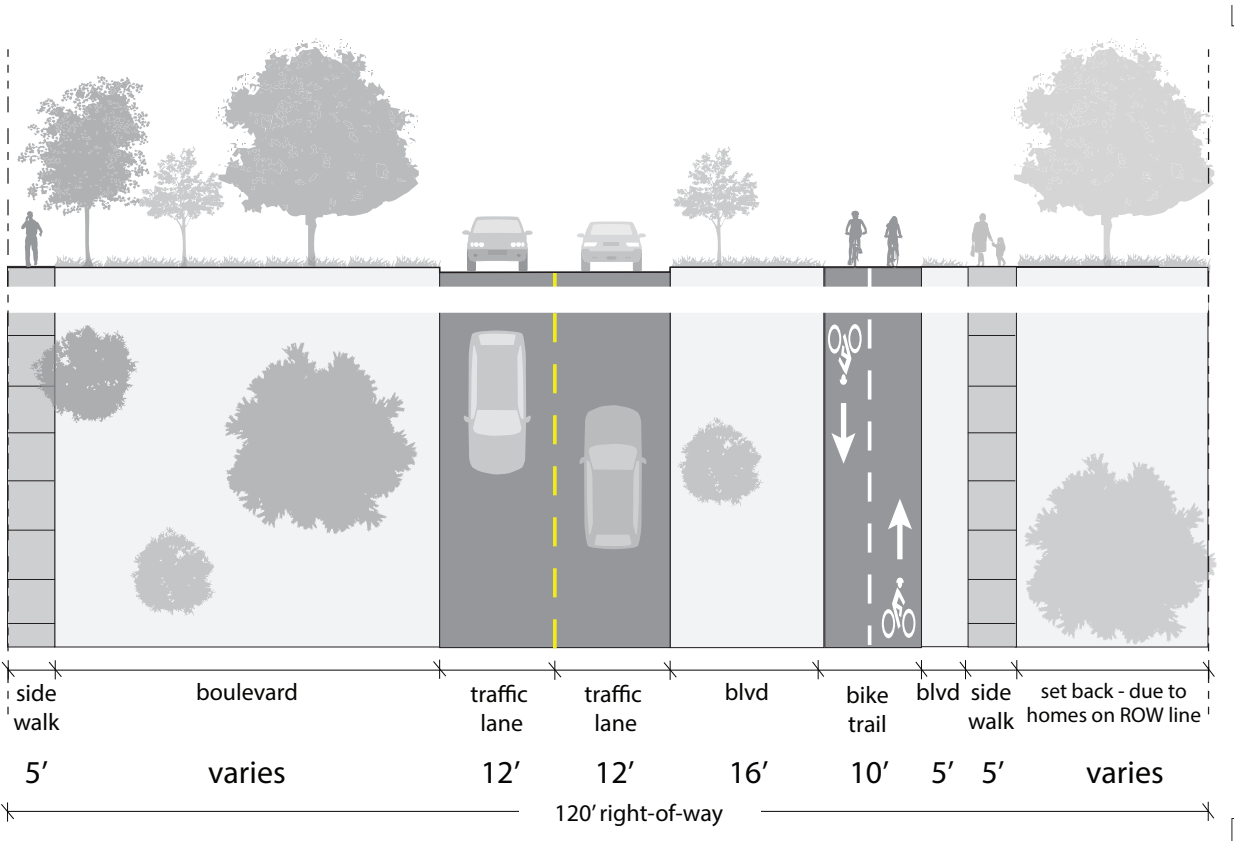 side
walk
boulevard
traffic
lane
traffic
lane
blvd
bike
trail
blvd
side
walk
set back - due to
homes on ROW line
5’
varies
12’
12’
16’
10’
5’
5’
varies
120’ right-of-way